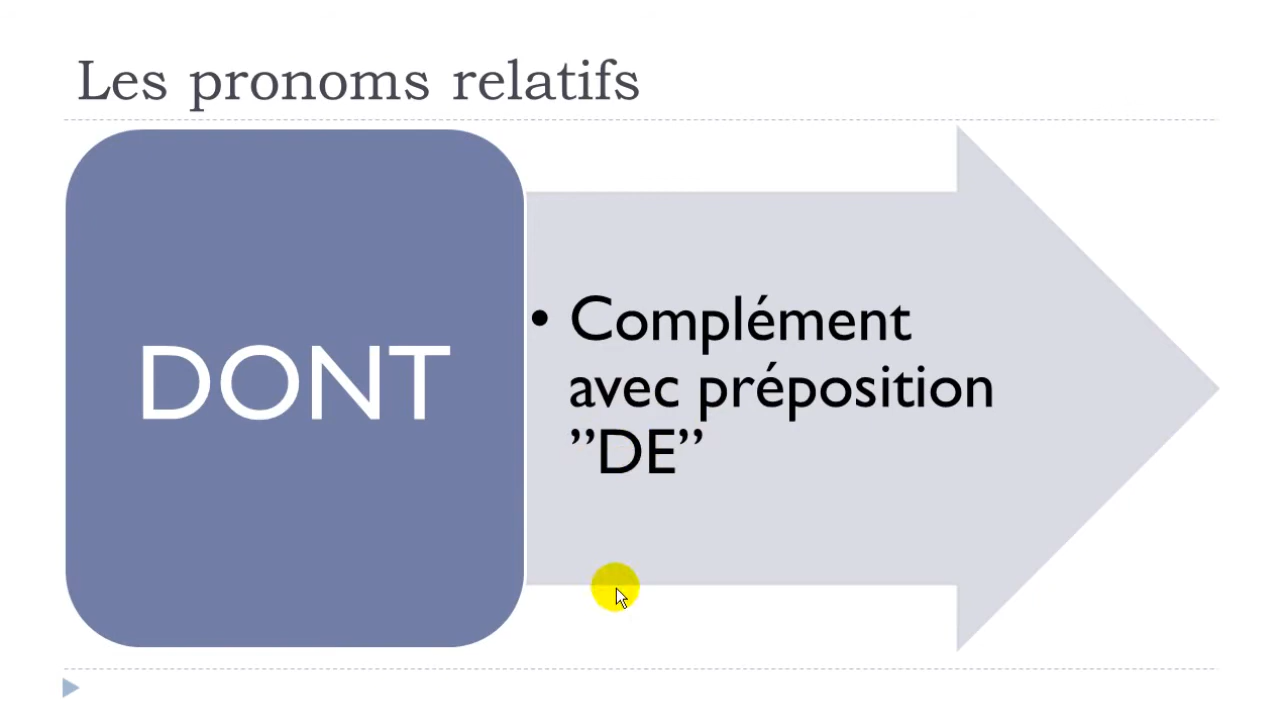 Les pronoms relatifs
DONT
• Complément
avec préposition
”DE”